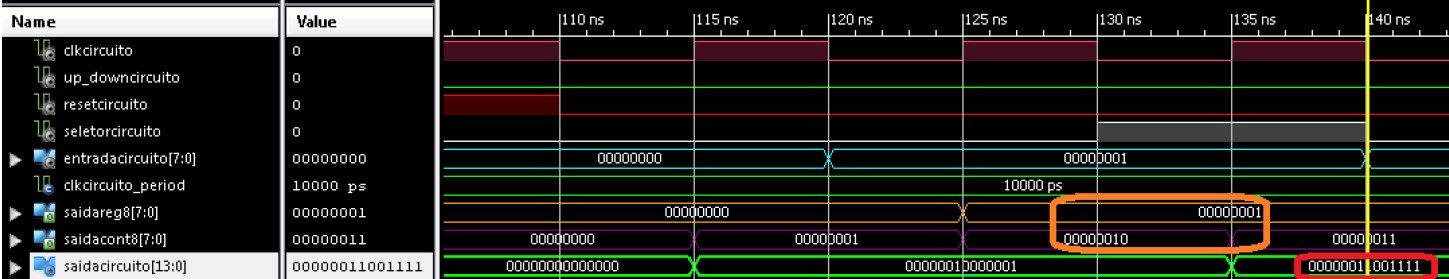 Name Value 110 ns 115 ns 120 ns 125 ns 130 ns 135 ns 140 ns
clkcircuito 0
up_downcircuito 0
resetcircuito 0
seletorcircuito 0
entradacircuito[7:0] 00000000 00000000 00000001
clkcircuito_period 10000 ps 10000 ps
saidareg8[7:0] 00000001 00000000 00000001
saidacont8[7:0] 00000011 00000000 00000001 00000010 00000011
saidacircuito[13:0] 00000011001111 00000000000000 00000010000001 00000011001111